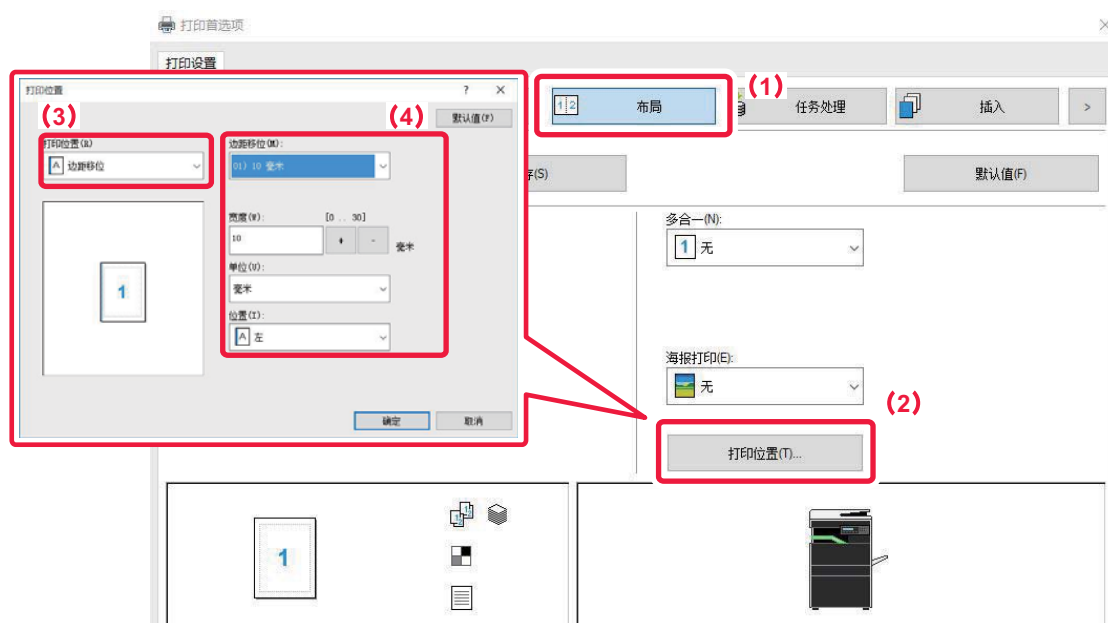 打印首选项
打印设置
打印位置
(3)
(4)
默认值(F)
打印位置(R)
A 边距移位
边距移位(M):
01) 10 毫米
宽度(W):
[0 .. 30]
10
+
-
毫米
单位(U):
毫米
位置(I):
A 左
1
确定
取消
1 2
布局
(1)
任务处理
插入
>
(S)
默认值(F)
多合一(N):
1 无
海报打印(E):
无
(2)
打印位置(T)...
1